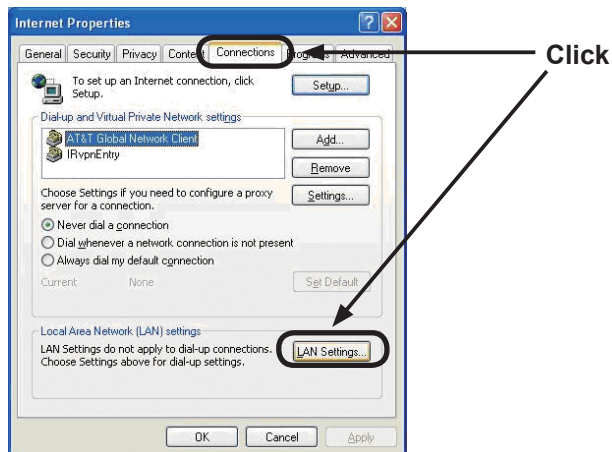 Internet Properties
General Security Privacy Content Connections Programs Advanced
Click
To set up an Internet connection, click
Setup.
Setup...
Dial-up and Virtual Private Network settings
AT&T Global Network Client
IRvpnEntry
Add...
Remove
Choose Settings if you need to configure a proxy
server for a connection.
Settings...
Never dial a connection
Dial whenever a network connection is not present
Always dial my default connection
Current None
Set Default
Local Area Network (LAN) settings
LAN Settings do not apply to dial-up connections.
Choose Settings above for dial-up settings.
LAN Settings...
OK Cancel Apply